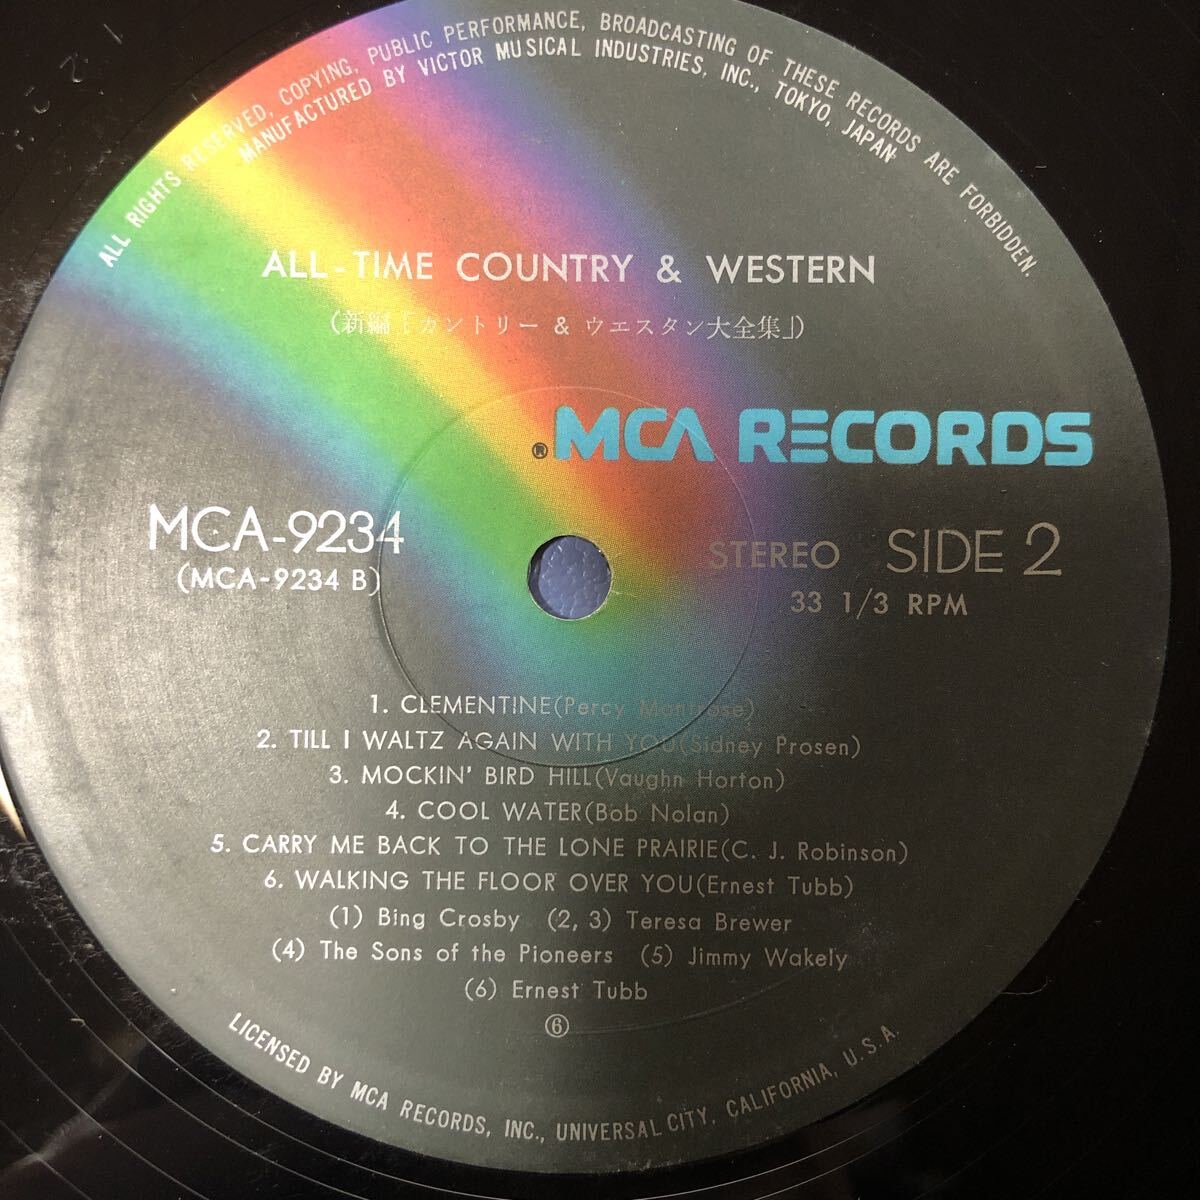 ALL RIGHTS RESERVED, COPYING, PUBLIC PERFORMANCE, BROADCASTING OF THESE RECORDS ARE FORBIDDEN.
MANUFACTURED BY VICTOR MUSICAL INDUSTRIES, INC., TOKYO, JAPAN
ALL-TIME COUNTRY & WESTERN
(新編「カントリー & ウエスタン大全集」)
® MCA RECORDS
MCA-9234
(MCA-9234 B)
STEREO SIDE 2
33 1/3 RPM
1. CLEMENTINE(Percy Montrose)
2. TILL I WALTZ AGAIN WITH YOU(Sidney Prosen)
3. MOCKIN' BIRD HILL(Vaughn Horton)
4. COOL WATER(Bob Nolan)
5. CARRY ME BACK TO THE LONE PRAIRIE(C. J. Robinson)
6. WALKING THE FLOOR OVER YOU(Ernest Tubb)
(1) Bing Crosby (2, 3) Teresa Brewer
(4) The Sons of the Pioneers (5) Jimmy Wakely
(6) Ernest Tubb
⑥
LICENSED BY MCA RECORDS, INC., UNIVERSAL CITY, CALIFORNIA, U.S.A.